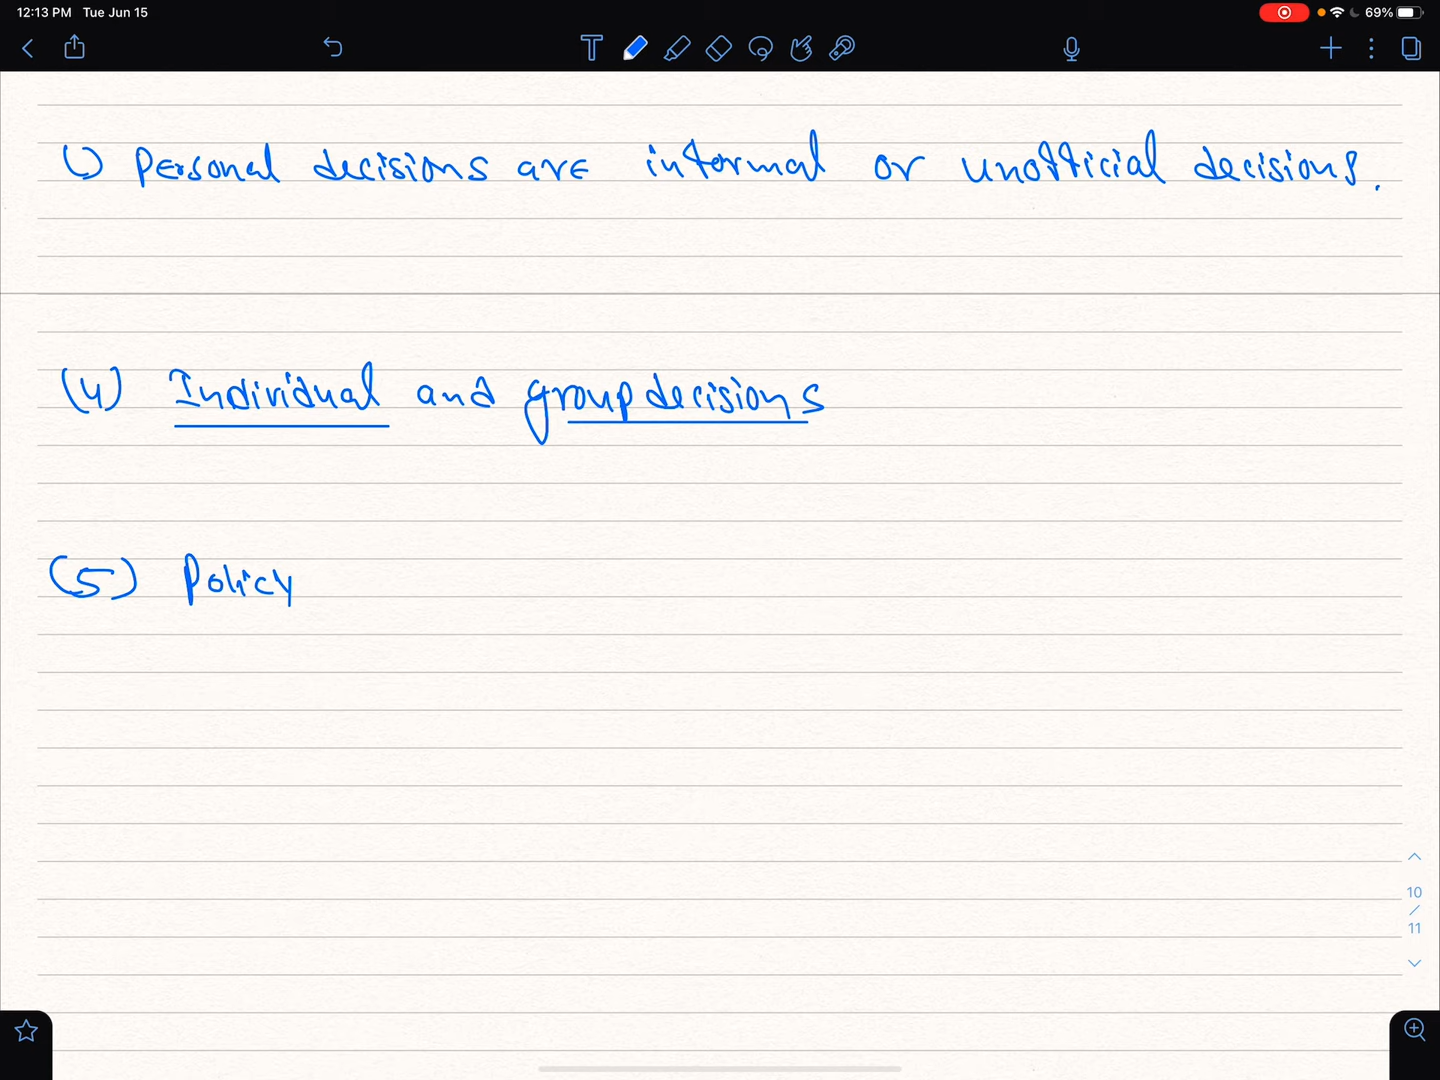 12:13 PM Tue Jun 15
69%
Personal decisions are informal or unofficial decisions.
(4) Individual and group decisions
(5) Policy
10
/
11